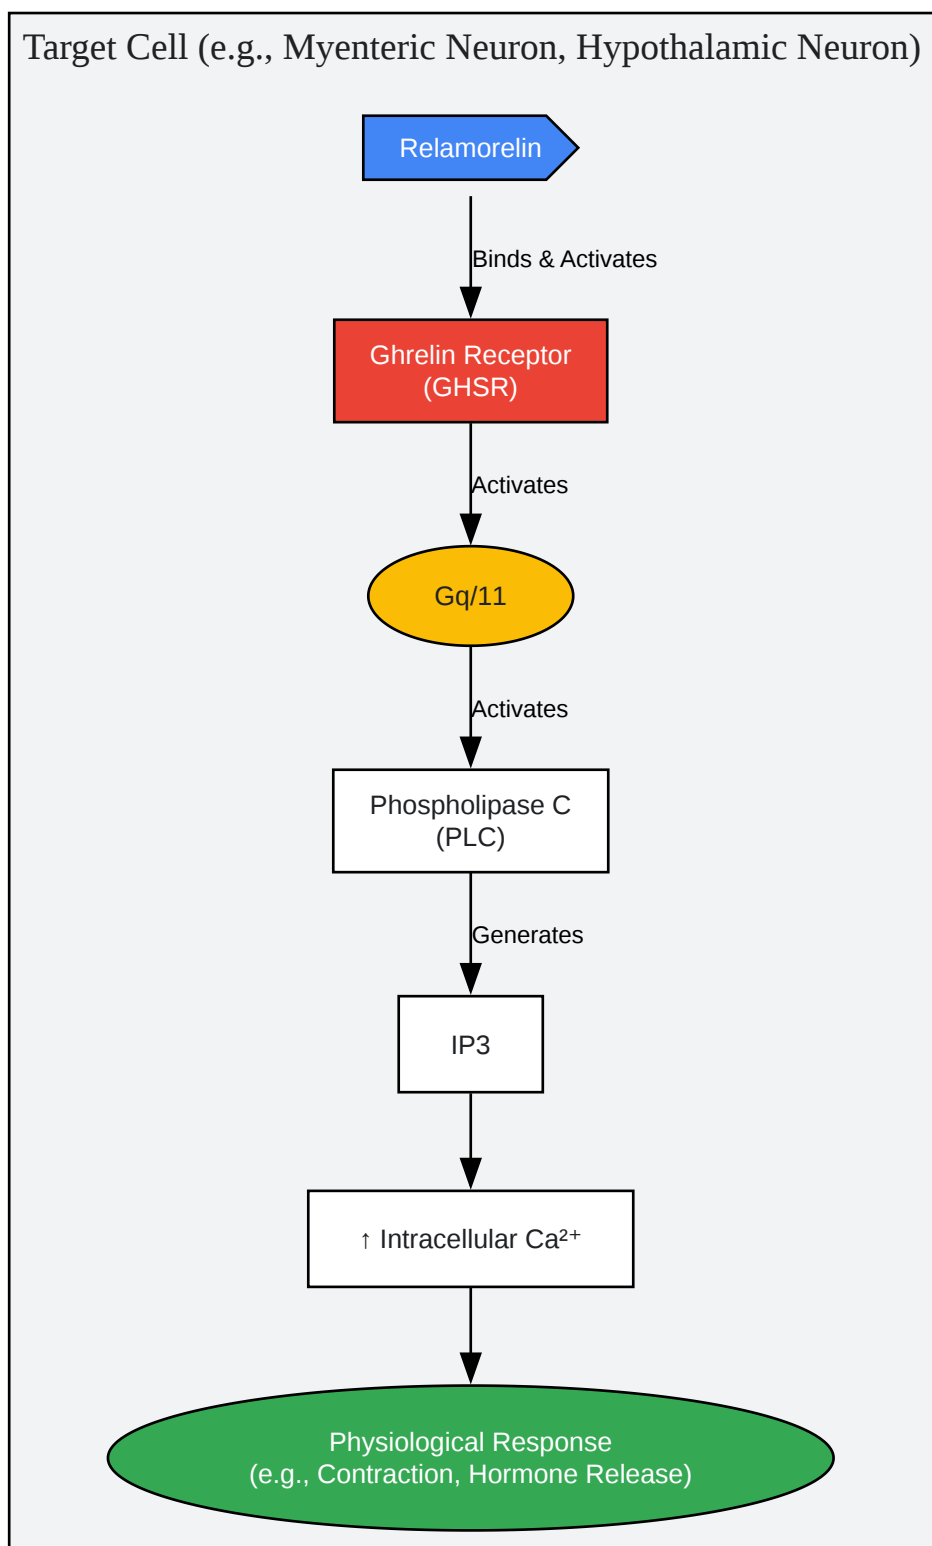 Target Cell (e.g., Myenteric Neuron, Hypothalamic Neuron)
Relamorelin
Binds & Activates
Ghrelin Receptor
(GHSR)
Activates
Gq/11
Activates
Phospholipase C
(PLC)
Generates
IP3
↑ Intracellular Ca²⁺
Physiological Response
(e.g., Contraction, Hormone Release)